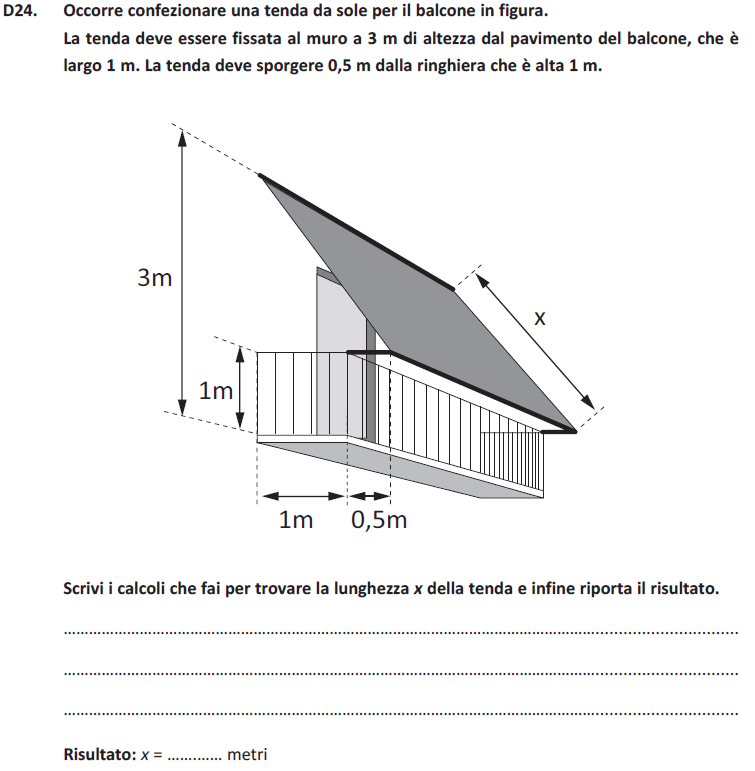 D24. Occorre confezionare una tenda da sole per il balcone in figura.
La tenda deve essere fissata al muro a 3 m di altezza dal pavimento del balcone, che è
largo 1 m. La tenda deve sporgere 0,5 m dalla ringhiera che è alta 1 m.
3m
x
1m
1m 0,5m
Scrivi i calcoli che fai per trovare la lunghezza x della tenda e infine riporta il risultato.
................................................................................
................................................................................
................................................................................
Risultato: x = ............. metri